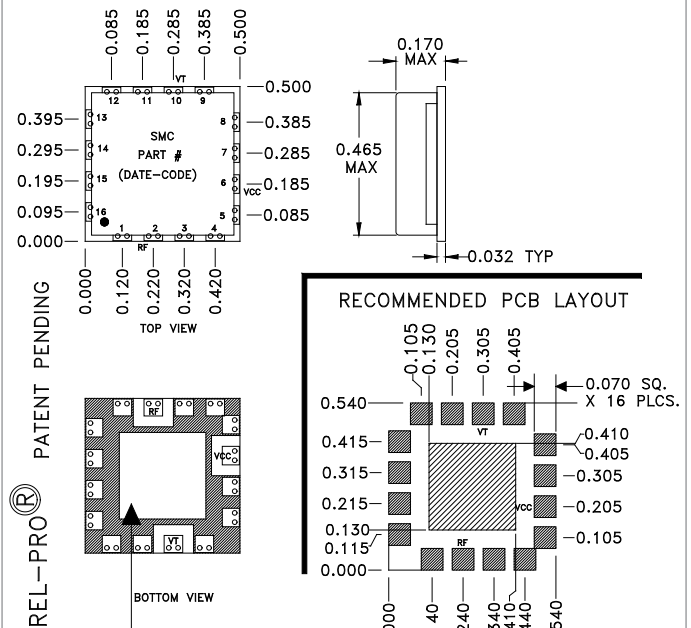 0.085
0.185
0.285
0.385
0.500
VT
12
11
10
9
0.500
0.395
13
8
0.385
SMC
0.295
14
PART #
7
0.285
(DATE-CODE)
0.195
15
6
VCC
0.185
0.095
16
5
0.085
0.000
1
2
3
4
RF
0.000
0.120
0.220
0.320
0.420
TOP VIEW
0.170
MAX
0.465
MAX
0.032 TYP
RECOMMENDED PCB LAYOUT
0.105
0.130
0.205
0.305
0.405
0.070 SQ.
X 16 PLCS.
0.540
VT
0.415
0.410
0.405
0.315
0.305
0.215
VCC
0.205
0.130
0.115
0.105
RF
0.000
RF
VCC
VT
BOTTOM VIEW
REL-PRO® PATENT PENDING